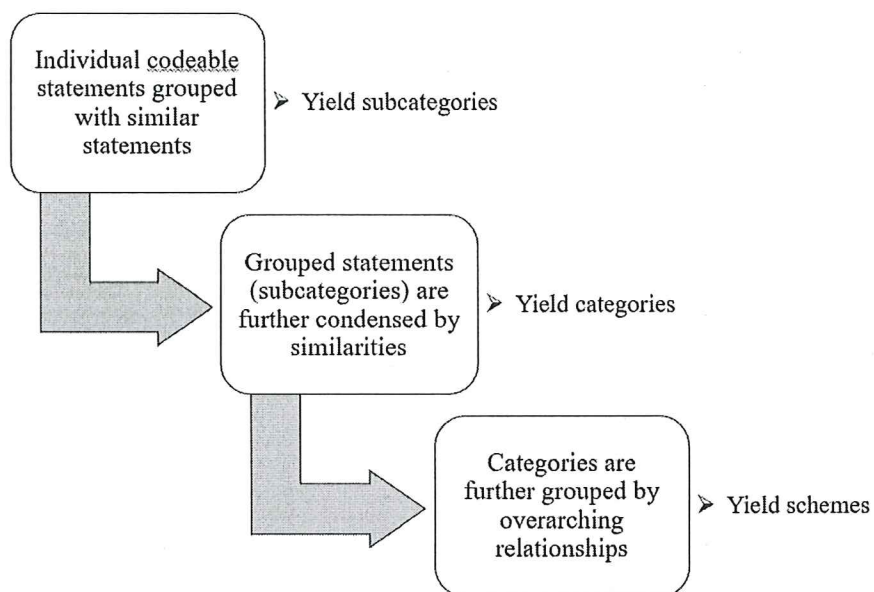 Individual codeable
statements grouped
with similar
statements
➢ Yield subcategories
Grouped statements
(subcategories) are
further condensed by
similarities
➢ Yield categories
Categories are
further grouped by
overarching
relationships
➢ Yield schemes